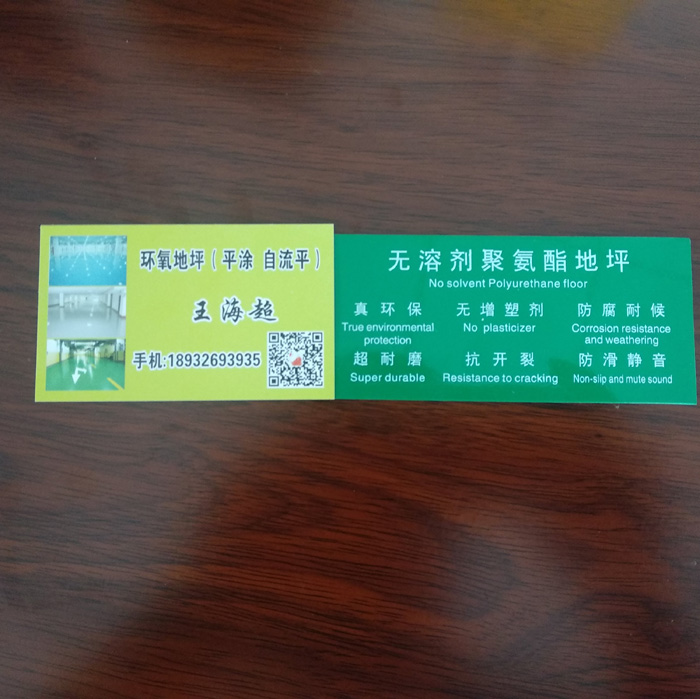 环氧地坪（平涂 自流平）
王海超
手机:18932693935
无溶剂聚氨酯地坪
No solvent Polyurethane floor
真环保 无增塑剂 防腐耐候
True environmental protection No plasticizer Corrosion resistance and weathering
超耐磨 抗开裂 防滑静音
Super durable Resistance to cracking Non-slip and mute sound